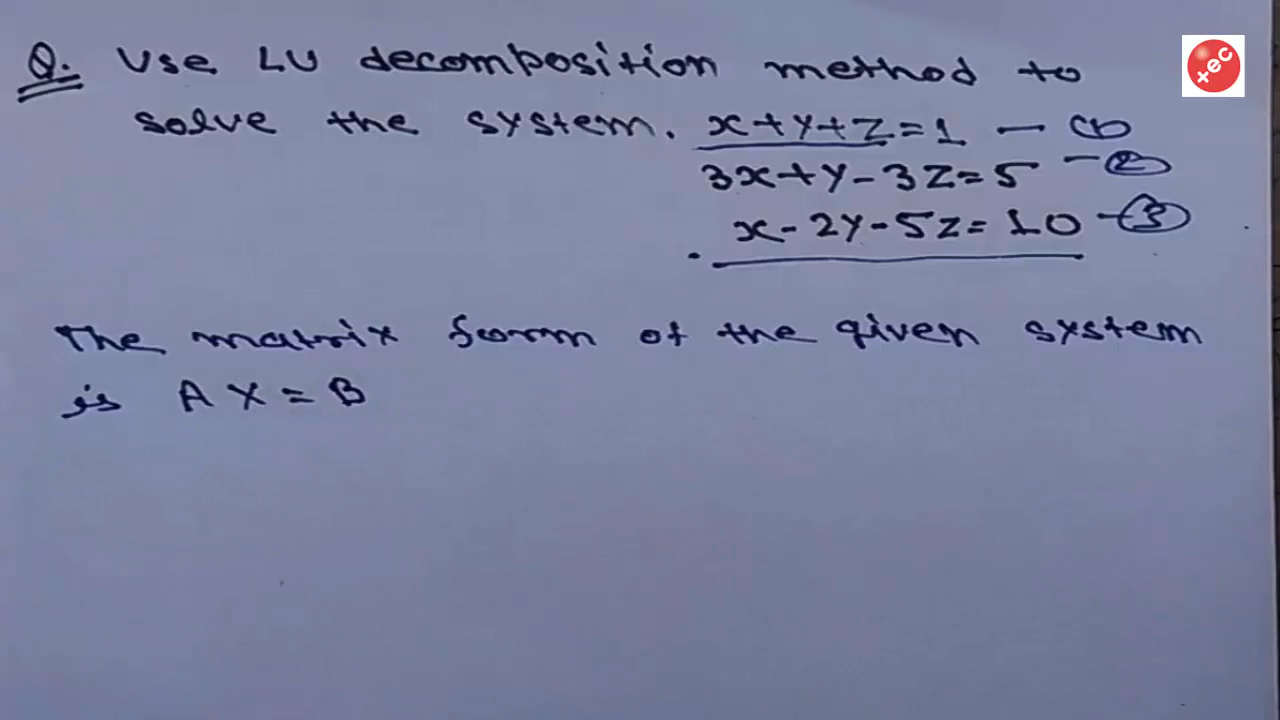 Q. Use LU decomposition method to
solve the system. x+y+z=1 — (1)
3x+y-3z=5 — (2)
x-2y-5z=10 — (3)
The matrix form of the given system
is AX=B
xec